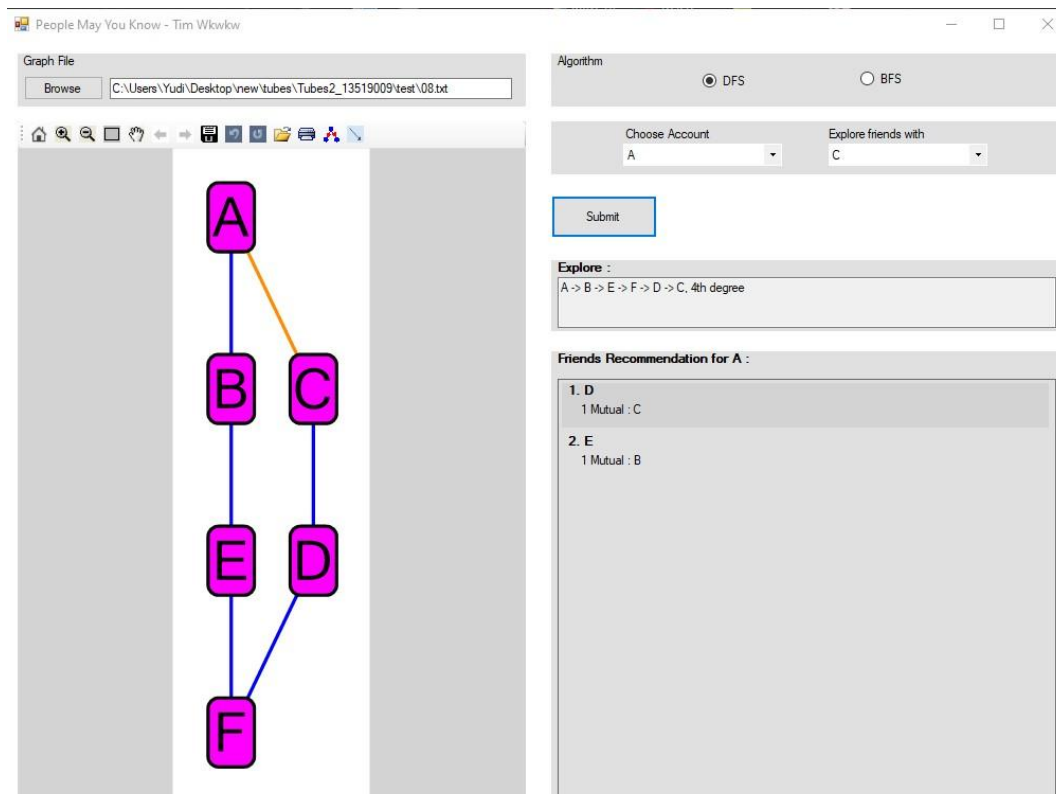 People May You Know - Tim Wkwkw
Graph File
Browse
C:\Users\Yudi\Desktop\new\tubes\Tubes2_13519009\test\08.txt
Algorithm
DFS
BFS
Choose Account
Explore friends with
A
C
Submit
Explore :
A -> B -> E -> F -> D -> C, 4th degree
Friends Recommendation for A :
1. D
1 Mutual : C
2. E
1 Mutual : B
A
B
C
E
D
F